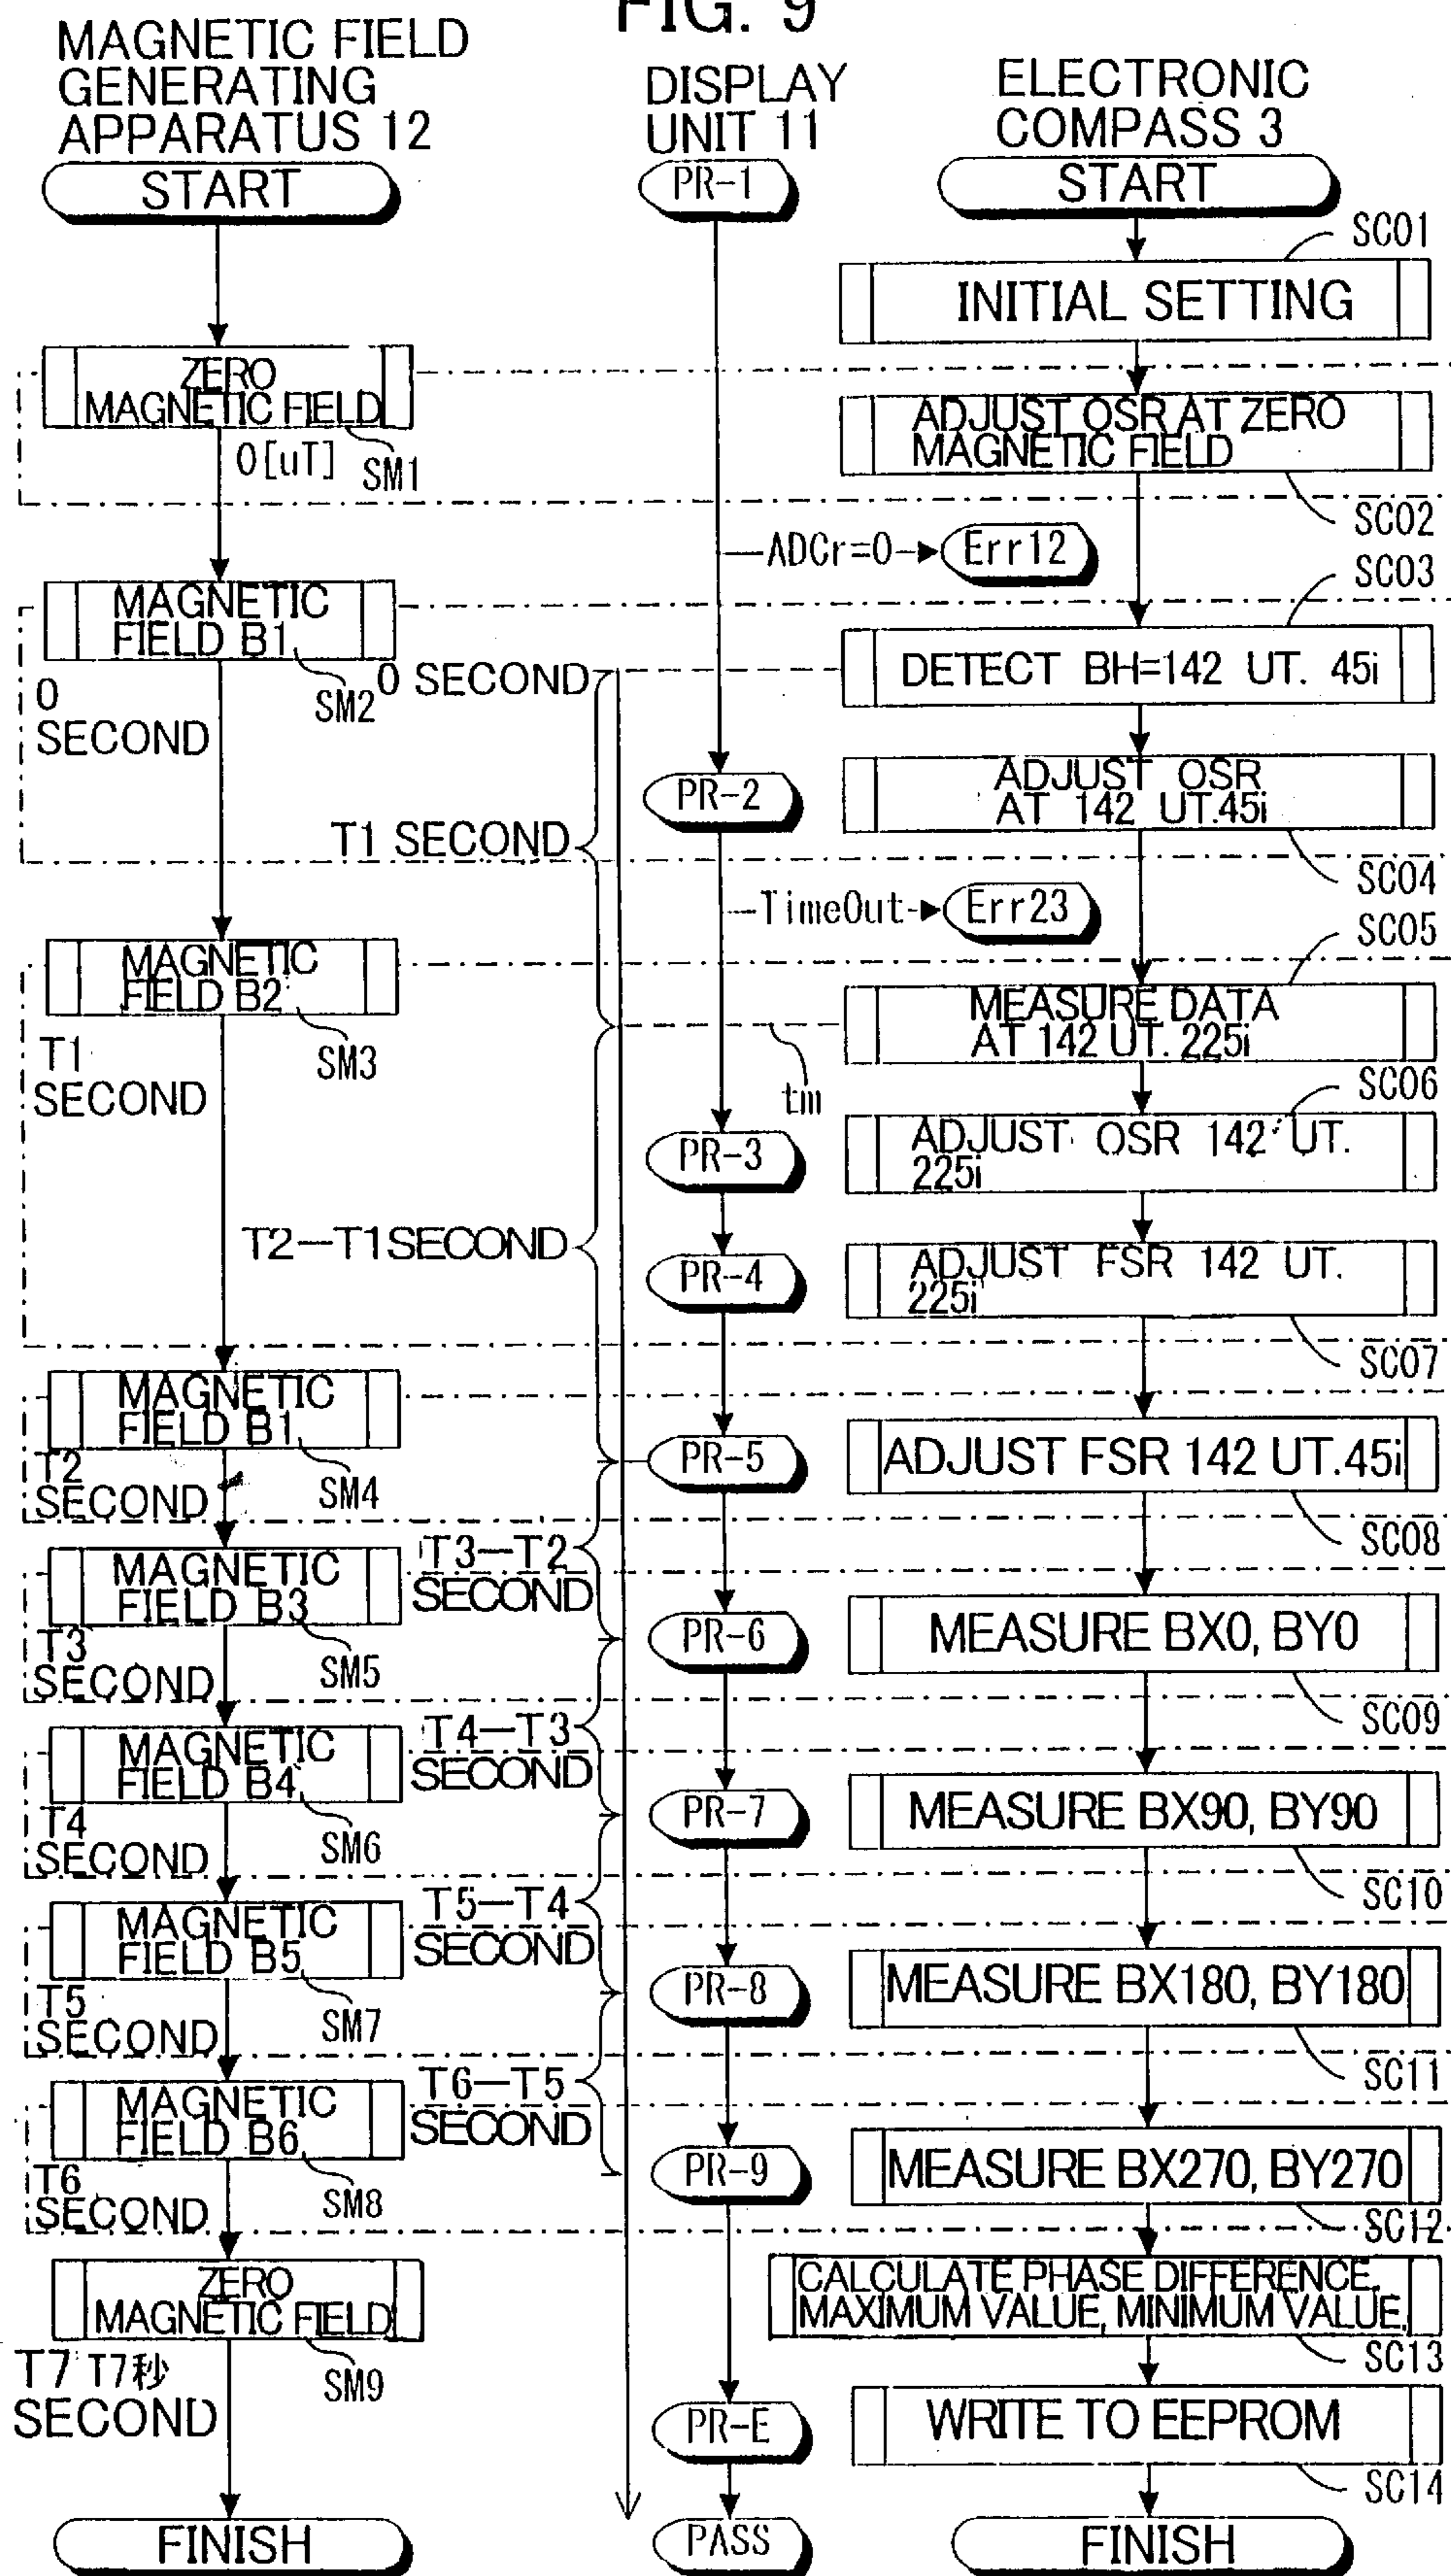 FIG. 9
MAGNETIC FIELD
GENERATING
APPARATUS 12
START
ZERO
MAGNETIC FIELD
0[uT]
SM1
MAGNETIC
FIELD B1
SM2
0
SECOND
MAGNETIC
FIELD B2
SM3
T1
SECOND
MAGNETIC
FIELD B1
SM4
T2
SECOND
MAGNETIC
FIELD B3
SM5
T3
SECOND
MAGNETIC
FIELD B4
SM6
T4
SECOND
MAGNETIC
FIELD B5
SM7
T5
SECOND
MAGNETIC
FIELD B6
SM8
T6
SECOND
ZERO
MAGNETIC FIELD
SM9
T7 T7秒
SECOND
FINISH
0 SECOND
T1 SECOND
T2-T1SECOND
T3-T2
SECOND
T4-T3
SECOND
T5-T4
SECOND
T6-T5
SECOND
DISPLAY
UNIT 11
PR-1
ADCr=0
Err12
PR-2
TimeOut
Err23
tm
PR-3
PR-4
PR-5
PR-6
PR-7
PR-8
PR-9
PR-E
PASS
ELECTRONIC
COMPASS 3
START
SC01
INITIAL SETTING
ADJUST OSR AT ZERO
MAGNETIC FIELD
SC02
SC03
DETECT BH=142 UT. 45i
ADJUST OSR
AT 142 UT.45i
SC04
SC05
MEASURE DATA
AT 142 UT. 225i
SC06
ADJUST OSR 142 UT.
225i
ADJUST FSR 142 UT.
225i
SC07
ADJUST FSR 142 UT.45i
SC08
MEASURE BX0, BY0
SC09
MEASURE BX90, BY90
SC10
MEASURE BX180, BY180
SC11
MEASURE BX270, BY270
SC12
CALCULATE PHASE DIFFERENCE,
MAXIMUM VALUE, MINIMUM VALUE,
SC13
WRITE TO EEPROM
SC14
FINISH